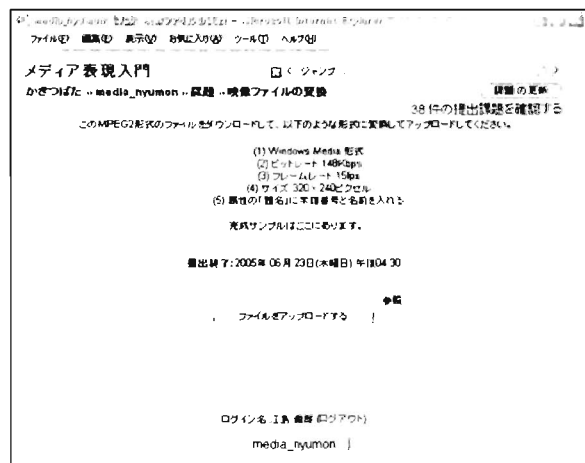 media_nyumon - Microsoft Internet Explorer
ファイル(F) 編集(E) 表示(V) お気に入り(A) ツール(T) ヘルプ(H)
メディア表現入門
ジャンプ
かきつばた » media_nyumon » 課題 » 映像ファイルの変換
課題の更新
38件の提出課題を確認する
このMPEG2形式のファイルをダウンロードして、以下のような形式に変換してアップロードしてください。
(1) Windows Media 形式
(2) ビットレート 148Kbps
(3) フレームレート 15fps
(4) サイズ 320×240ピクセル
(5) 属性の「題名」に学籍番号と名前を入れる
完成サンプルはここにあります。
提出終了: 2005年 06月 23日(木曜日) 午後04:30
参照
ファイルをアップロードする
ログイン名: (ログアウト)
media_nyumon